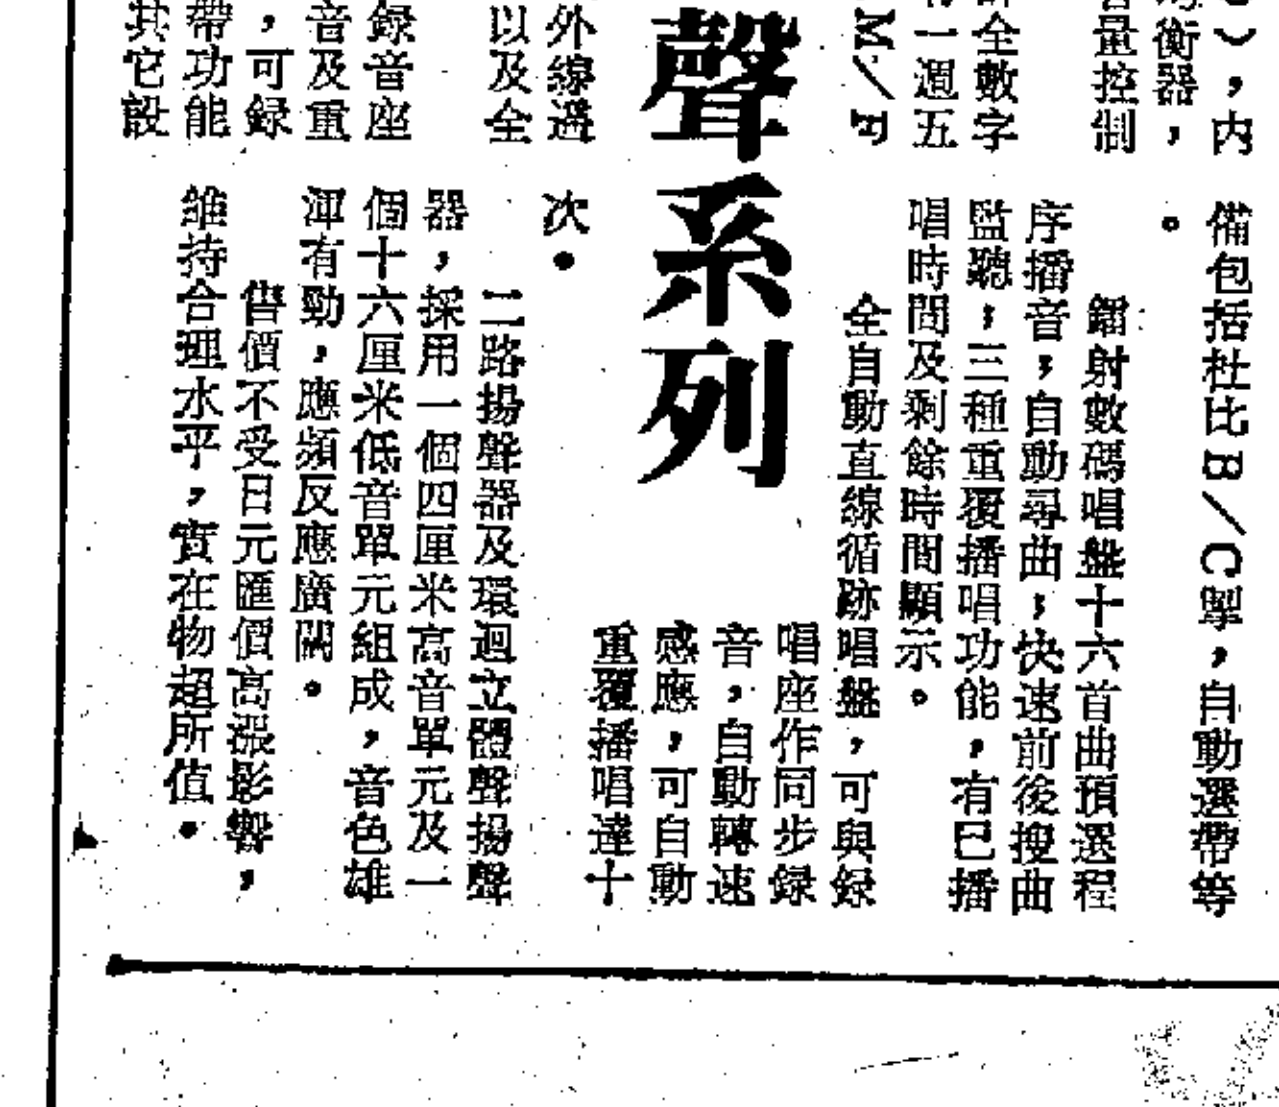 ），内
衡器，
量控制
全數字
一週五
M／F
聲系列
外線遙
以及全
録音座
音及重
，可録
帶功能
其它設
備包括杜比B／C掣，自動選帶等
。
鐳射數碼唱盤十六首曲預選程
序播音，自動尋曲，快速前後搜曲
監聽，三種重覆播唱功能，有已播
唱時間及剩餘時間顯示。
全自動直線循跡唱盤，可與録
唱座作同步録
音，自動轉速
感應，可自動
重覆播唱達十
次。
二路揚聲器及環迴立體聲揚聲
器，採用一個四厘米高音單元及一
個十六厘米低音單元組成，音色雄
渾有勁，應頻反應廣闊。
售價不受日元匯價高漲影響，
維持合理水平，實在物超所值。